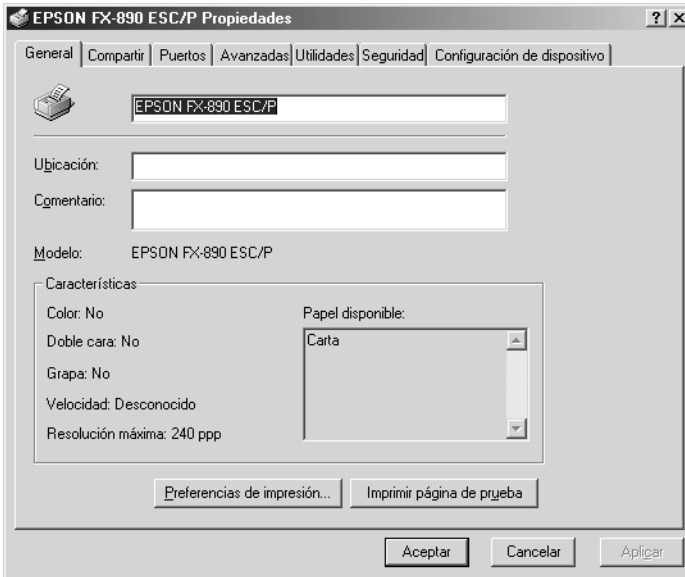 EPSON FX-890 ESC/P Propiedades
General Compartir Puertos Avanzadas Utilidades Seguridad Configuración de dispositivo
EPSON FX-890 ESC/P
Ubicación:
Comentario:
Modelo: EPSON FX-890 ESC/P
Características
Color: No Papel disponible:
Doble cara: No Carta
Grapa: No
Velocidad: Desconocido
Resolución máxima: 240 ppp
Preferencias de impresión... Imprimir página de prueba
Aceptar Cancelar Aplicar